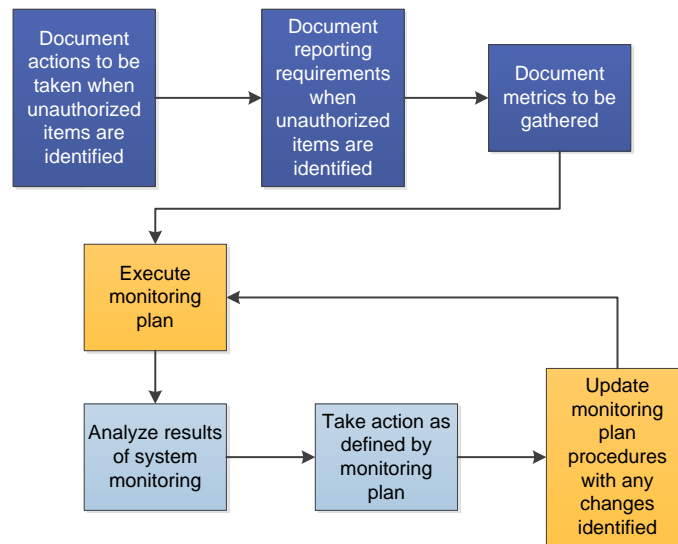 Document
actions to be
taken when
unauthorized
items are
identified
Document
reporting
requirements
when
unauthorized
items are
identified
Document
metrics to be
gathered
Execute
monitoring
plan
Analyze results
of system
monitoring
Take action as
defined by
monitoring
plan
Update
monitoring
plan
procedures
with any
changes
identified